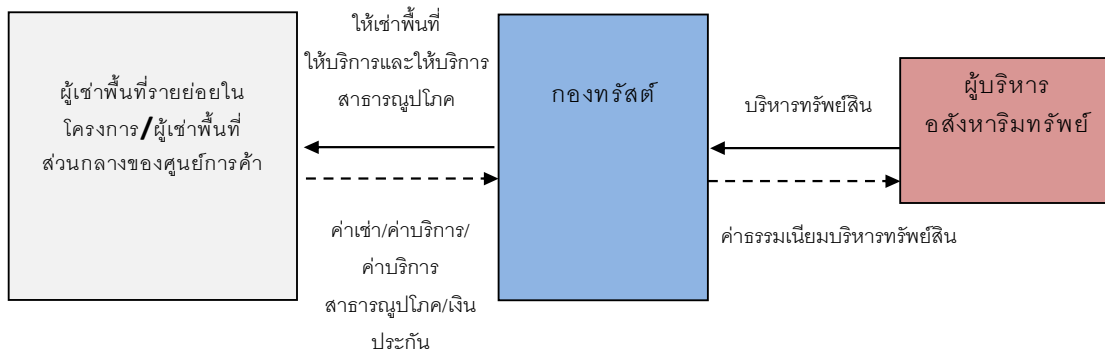 ผู้เช่าพื้นที่รายย่อยใน
โครงการ/ผู้เช่าพื้นที่
ส่วนกลางของศูนย์การค้า
ให้เช่าพื้นที่
ให้บริการและให้บริการ
สาธารณูปโภค
ค่าเช่า/ค่าบริการ/
ค่าบริการ
สาธารณูปโภค/เงิน
ประกัน
กองทรัสต์
บริหารทรัพย์สิน
ค่าธรรมเนียมบริหารทรัพย์สิน
ผู้บริหาร
อสังหาริมทรัพย์